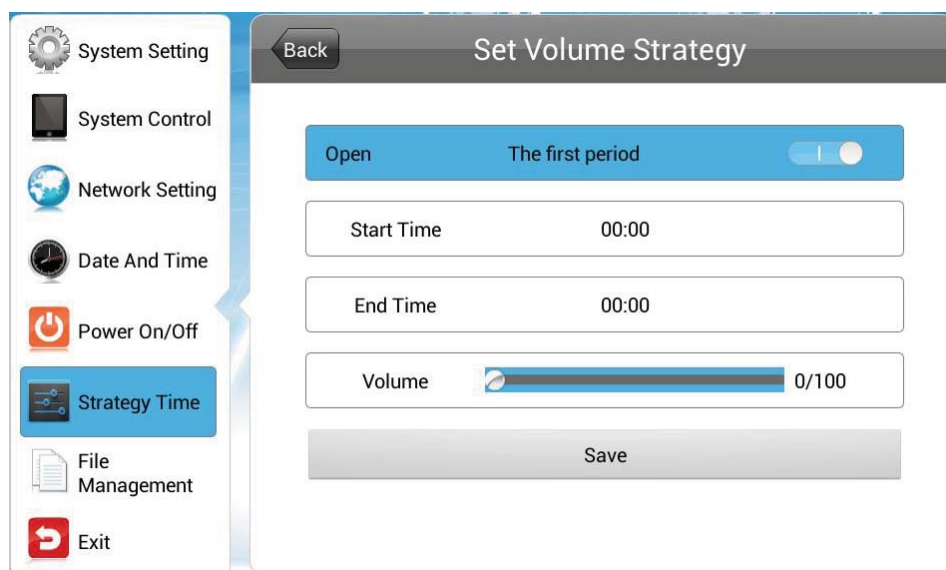 System Setting
System Control
Network Setting
Date And Time
Power On/Off
Strategy Time
File
Management
Exit
Back
Set Volume Strategy
Open The first period
Start Time 00:00
End Time 00:00
Volume 0/100
Save